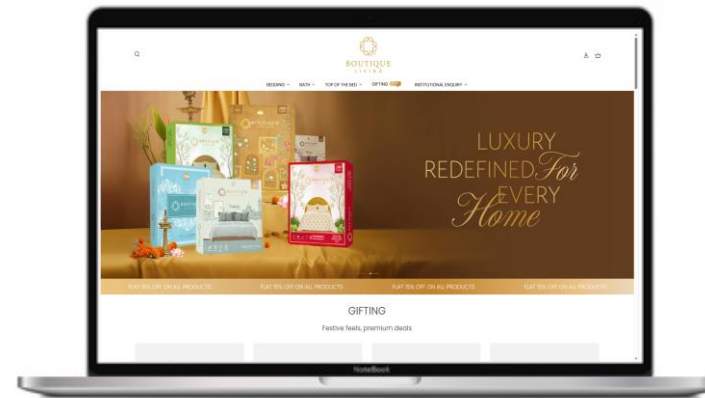 BOUTIQUE
LIVING
BEDDING
BATH
TOP OF THE BED
GIFTING
INSTITUTIONAL ENQUIRY
LUXURY
REDEFINED For
EVERY
Home
FLAT 15% OFF ON ALL PRODUCTS
FLAT 15% OFF ON ALL PRODUCTS
FLAT 15% OFF ON ALL PRODUCTS
FLAT 15% OFF ON ALL PRODUCTS
GIFTING
Festive feels, premium deals
NoteBook